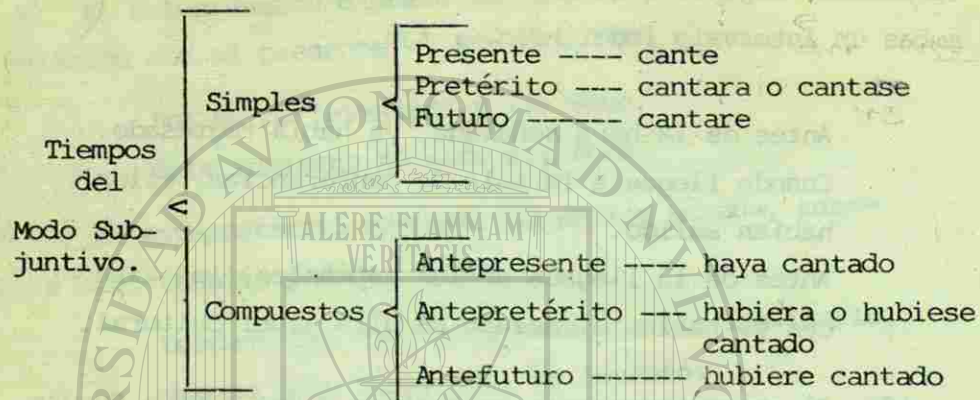 Presente ---- cante
Simples < Pretérito --- cantara o cantase
Futuro ------ cantare
Tiempos
del
<
Modo Sub-
juntivo.
ALERE FLAMMAM
VERITATIS
Antepresente ---- haya cantado
Compuestos < Antepretérito --- hubiera o hubiese
cantado
Antefuturo ------ hubiere cantado